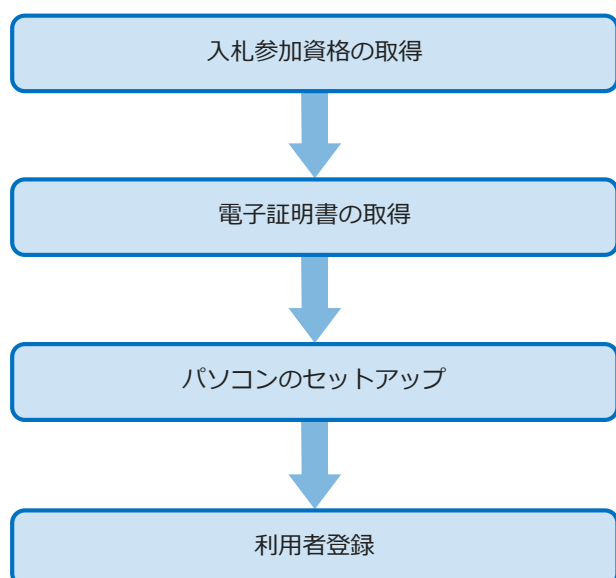 入札参加資格の取得
電子証明書の取得
パソコンのセットアップ
利用者登録